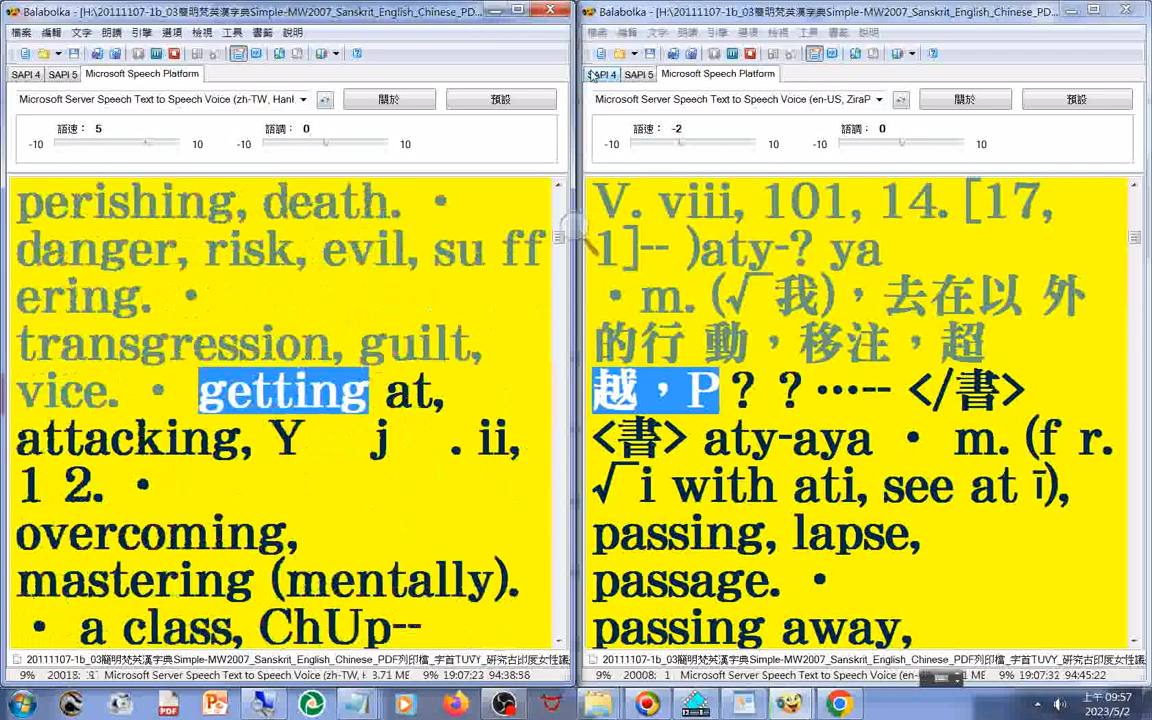 Balabolka - [H:\20111107-1b_03簡明梵英漢字典Simple-MW2007_Sanskrit_English_Chinese_PD...
檔案 編輯 文字 朗讀 引擎 選項 檢視 工具 書籤 說明
SAPI 4 SAPI 5 Microsoft Speech Platform
Microsoft Server Speech Text to Speech Voice (zh-TW, Hanl 關於 預設
語速： 5 語調： 0
-10 10 -10 10
perishing, death. •
danger, risk, evil, su ff
ering. •
transgression, guilt,
vice. • getting at,
attacking, Y j . ii,
1 2. •
overcoming,
mastering (mentally).
• a class, ChUp--
20111107-1b_03簡明梵英漢字典Simple-MW2007_Sanskrit_English_Chinese_PDF列印檔_字首TUVY_研究古印度女性議
9% 20018: Microsoft Server Speech Text to Speech Voice (zh-TW, 3.71 MB 9% 19:07:23 94:38:56
Balabolka - [H:\20111107-1b_03簡明梵英漢字典Simple-MW2007_Sanskrit_English_Chinese_PD...
檔案 編輯 文字 朗讀 引擎 選項 檢視 工具 書籤 說明
SAPI 4 SAPI 5 Microsoft Speech Platform
Microsoft Server Speech Text to Speech Voice (en-US, ZiraP 關於 預設
語速： -2 語調： 0
-10 10 -10 10
V. viii, 101, 14. [17,
1]-- )aty-? ya
• m. (√我)，去在以 外
的行 動，移注，超
越，P？？…-- </書>
<書> aty-aya • m. (f r.
√i with ati, see at ī),
passing, lapse,
passage. •
passing away,
20111107-1b_03簡明梵英漢字典Simple-MW2007_Sanskrit_English_Chinese_PDF列印檔_字首TUVY_研究古印度女性議
9% 20008: Microsoft Server Speech Text to Speech Voice (en-US, 9% 19:07:32 94:45:22
上午 09:57
2023/5/2